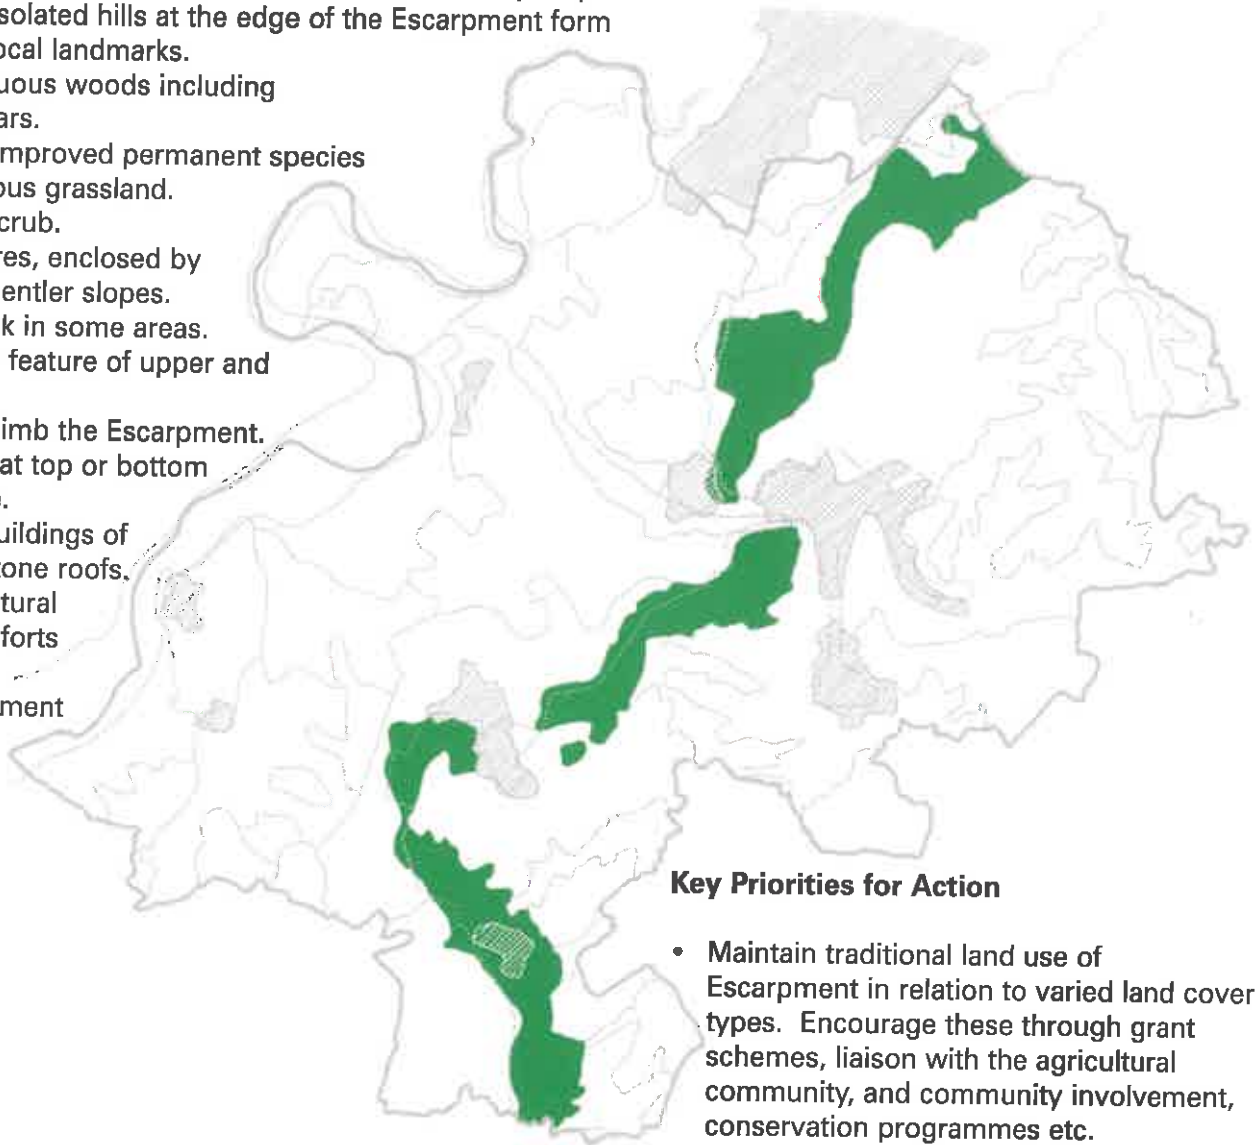 solated hills at the edge of the Escarpment form
ocal landmarks.
uous woods including
ars.
mproved permanent species
ous grassland.
crub.
res, enclosed by
entler slopes.
k in some areas.
feature of upper and
imb the Escarpment.
at top or bottom
uildings of
tone roofs.
tural
forts
ment
Key Priorities for Action
• Maintain traditional land use of
Escarpment in relation to varied land cover
types. Encourage these through grant
schemes, liaison with the agricultural
community, and community involvement,
conservation programmes etc.